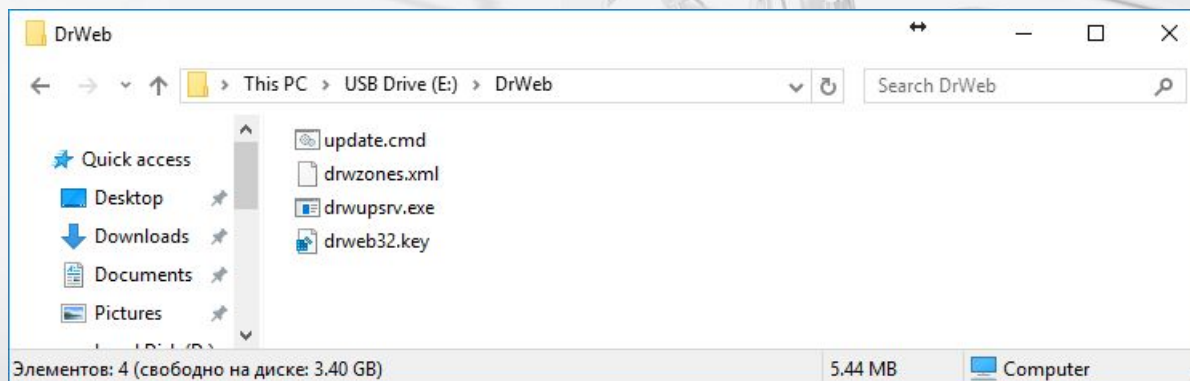 DrWeb
This PC > USB Drive (E:) > DrWeb
Search DrWeb
Quick access
Desktop
Downloads
Documents
Pictures
update.cmd
drwzones.xml
drwupsrv.exe
drweb32.key
Элементов: 4 (свободно на диске: 3.40 GB)
5.44 MB
Computer